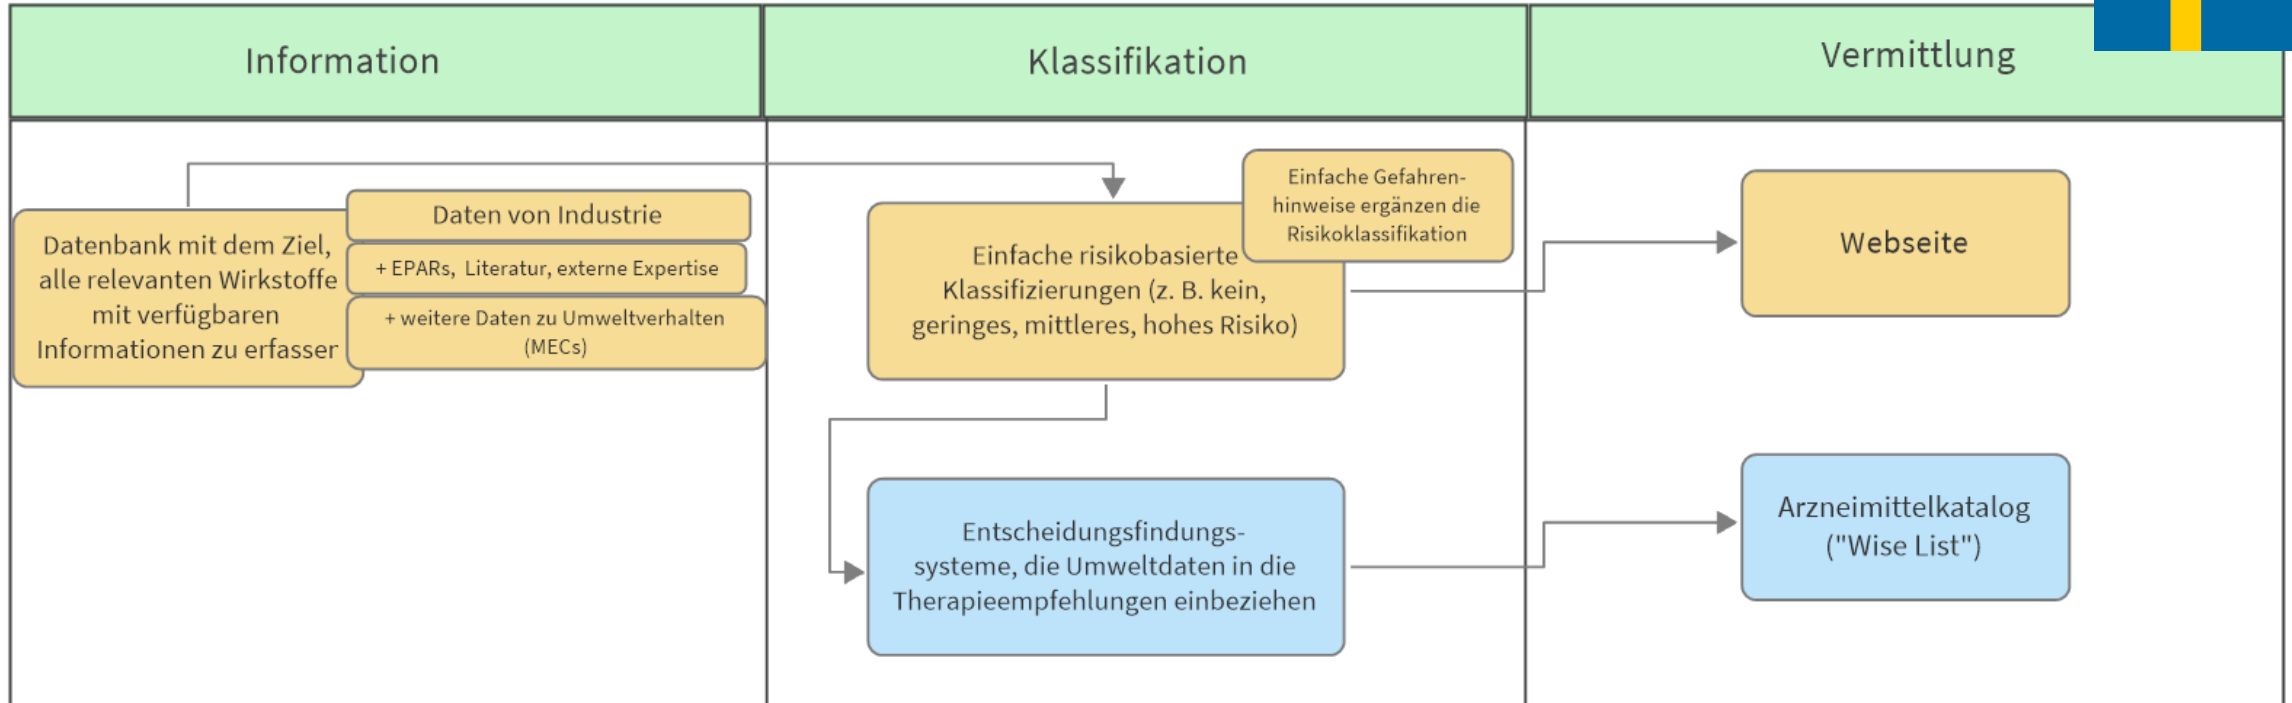 Information
Klassifikation
Vermittlung
Datenbank mit dem Ziel,
alle relevanten Wirkstoffe
mit verfügbaren
Informationen zu erfassen
Daten von Industrie
+ EPARs, Literatur, externe Expertise
+ weitere Daten zu Umweltverhalten
(MECs)
Einfache risikobasierte
Klassifizierungen (z. B. kein,
geringes, mittleres, hohes Risiko)
Einfache Gefahren-
hinweise ergänzen die
Risikoklassifikation
Webseite
Entscheidungsfindungs-
systeme, die Umweltdaten in die
Therapieempfehlungen einbeziehen
Arzneimittelkatalog
("Wise List")